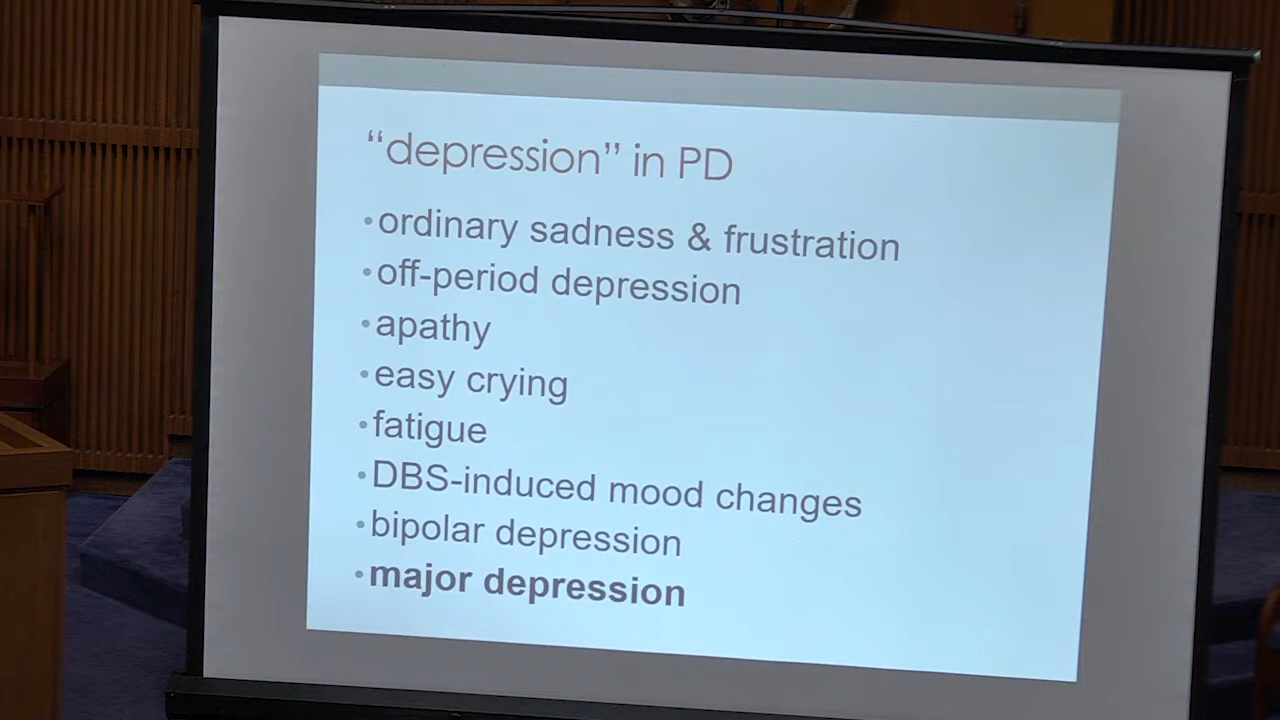 “depression” in PD
•ordinary sadness & frustration
•off-period depression
•apathy
•easy crying
•fatigue
•DBS-induced mood changes
•bipolar depression
•major depression